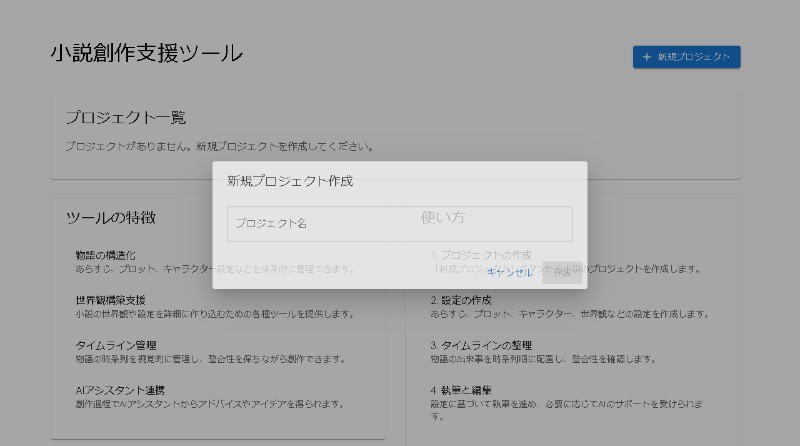 小説創作支援ツール
＋ 新規プロジェクト
プロジェクト一覧
プロジェクトがありません。新規プロジェクトを作成してください。
新規プロジェクト作成
プロジェクト名
キャンセル
作成
ツールの特徴
物語の構造化
あらすじ、プロット、キャラクター設定などを体系的に管理できます。
世界観構築支援
小説の世界観や設定を詳細に作り込むための各種ツールを提供します。
タイムライン管理
物語の時系列を視覚的に管理し、整合性を保ちながら創作できます。
AIアシスタント連携
創作過程でAIアシスタントからアドバイスやアイデアを得られます。
使い方
1. プロジェクトの作成
「新規プロジェクト のプロジェクトを作成します。
2. 設定の作成
あらすじ、プロット、キャラクター、世界観などの設定を作成します。
3. タイムラインの整理
物語の出来事を時系列順に配置し、整合性を確認します。
4. 執筆と編集
設定に基づいて執筆を進め、必要に応じてAIのサポートを受けられま
す。